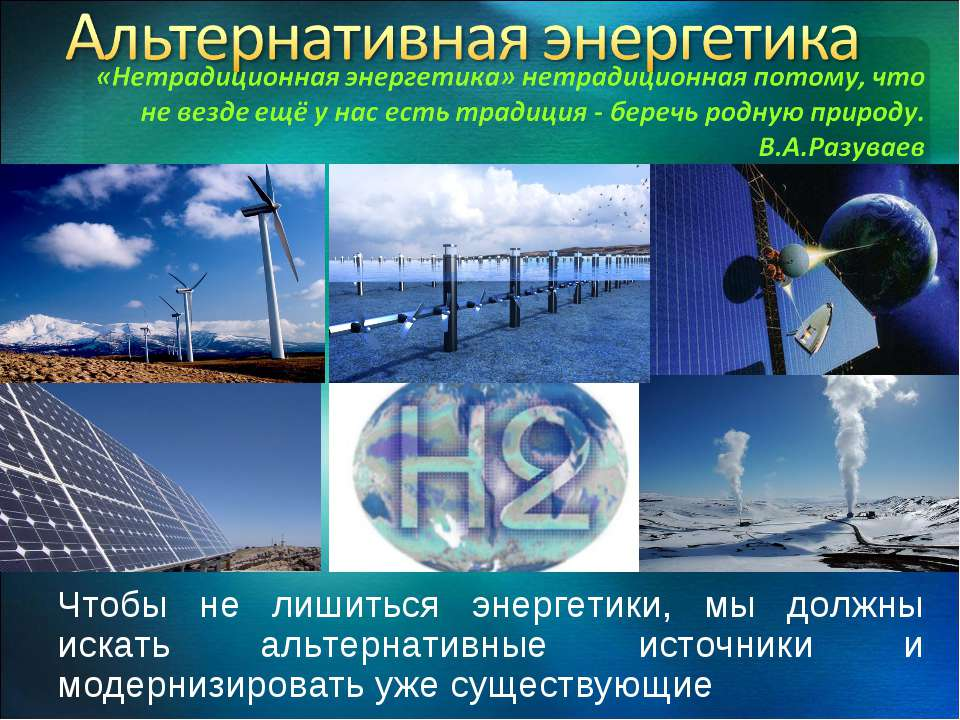 Альтернативная энергетика
«Нетрадиционная энергетика» нетрадиционная потому, что
не везде ещё у нас есть традиция - беречь родную природу.
В.А.Разуваев
H2
Чтобы не лишиться энергетики, мы должны
искать альтернативные источники и
модернизировать уже существующие